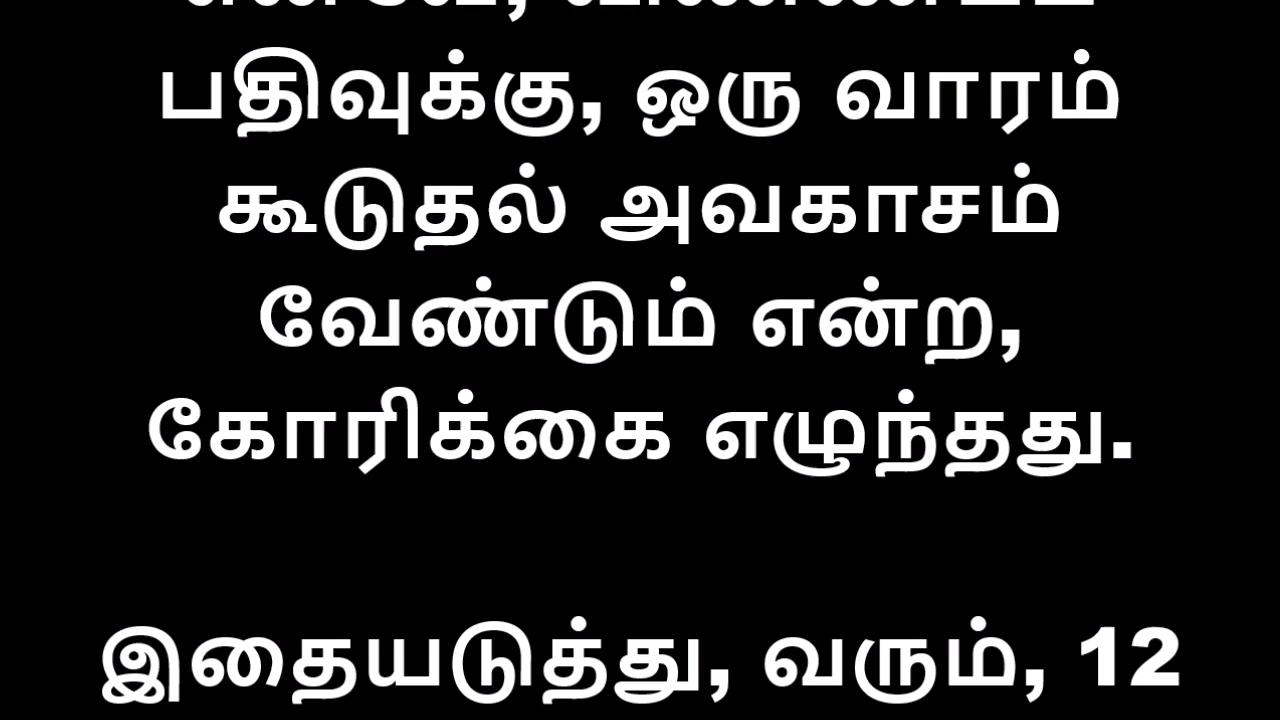 பதிவுக்கு, ஒரு வாரம்
கூடுதல் அவகாசம்
வேண்டும் என்ற,
கோரிக்கை எழுந்தது.
இதையடுத்து, வரும், 12